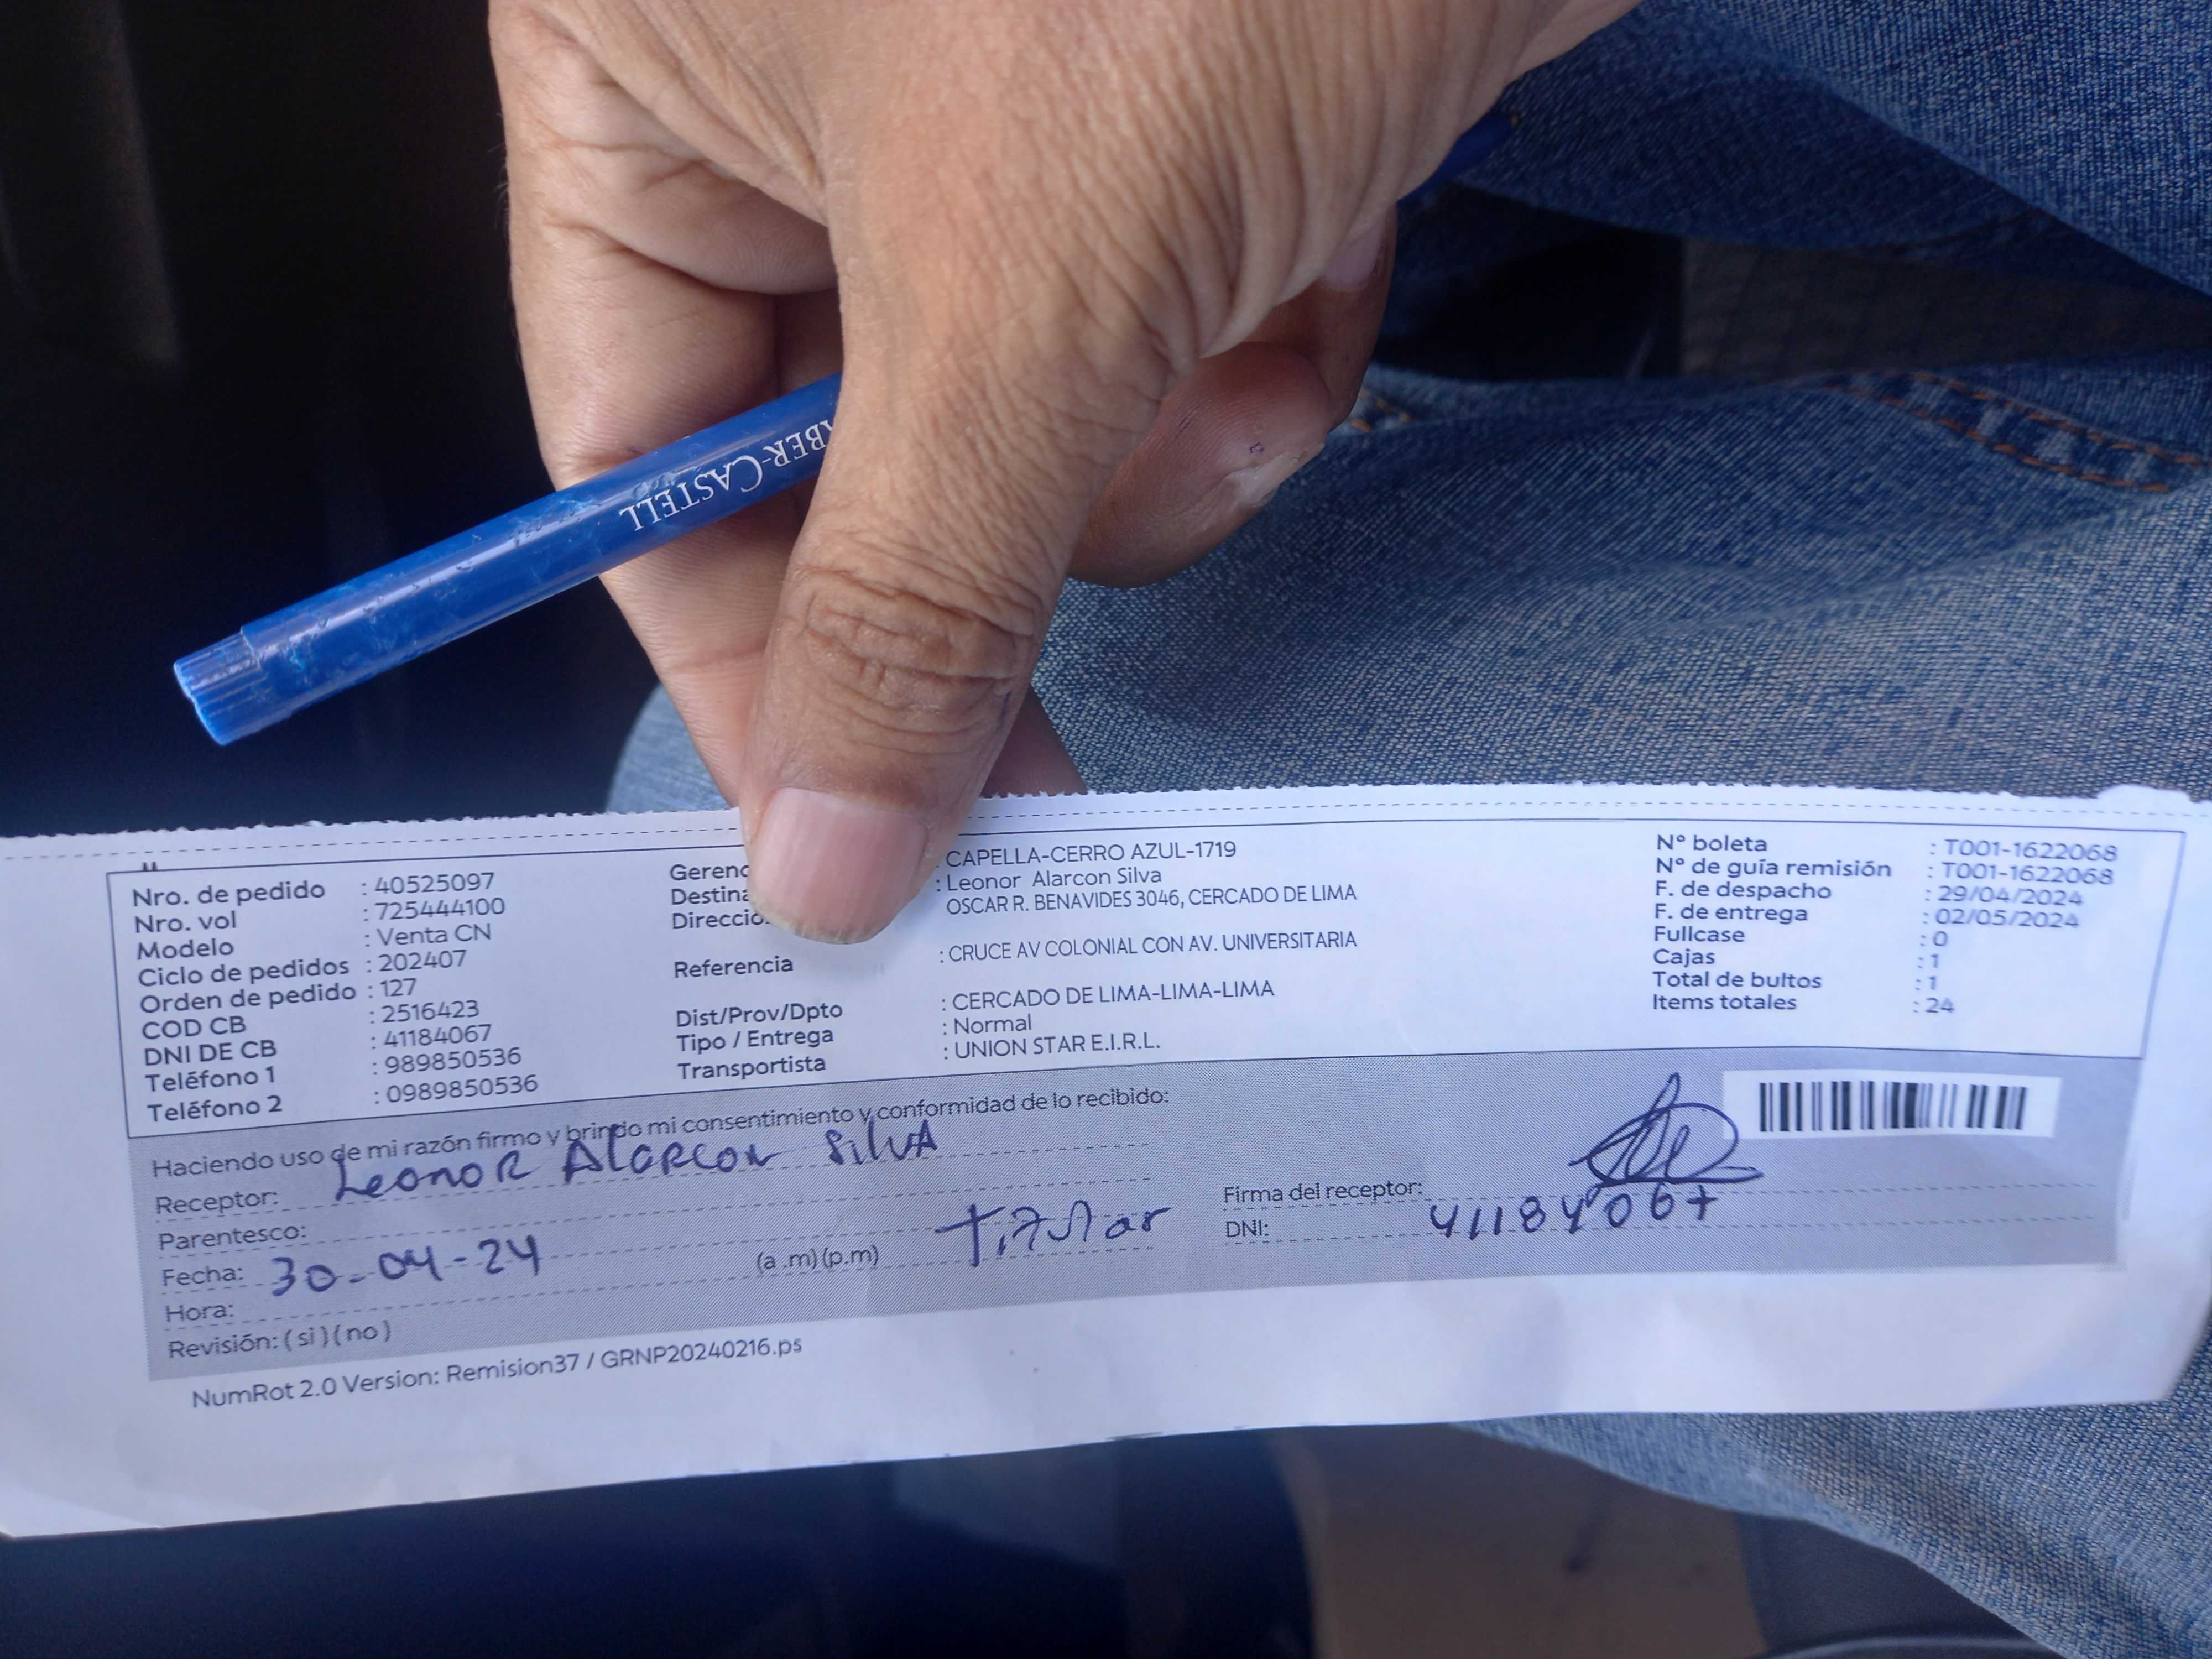 ABER-CASTELL
Nro. de pedido : 40525097
Nro. vol : 725444100
Modelo : Venta CN
Ciclo de pedidos : 202407
Orden de pedido : 127
COD CB : 2516423
DNI DE CB : 41184067
Teléfono 1 : 989850536
Teléfono 2 : 0989850536
Gerenc : CAPELLA-CERRO AZUL-1719
Destina : Leonor Alarcon Silva
Direcció OSCAR R. BENAVIDES 3046, CERCADO DE LIMA
Referencia : CRUCE AV COLONIAL CON AV. UNIVERSITARIA
Dist/Prov/Dpto : CERCADO DE LIMA-LIMA-LIMA
Tipo / Entrega : Normal
Transportista : UNION STAR E.I.R.L.
N° boleta : T001-1622068
N° de guía remisión : T001-1622068
F. de despacho : 29/04/2024
F. de entrega : 02/05/2024
Fullcase : 0
Cajas : 1
Total de bultos : 1
Items totales : 24
Haciendo uso de mi razón firmo y brindo mi consentimiento y conformidad de lo recibido:
Receptor: Leonor Alarcon Silva
Parentesco: Titular
Fecha: 30-04-24
Hora: (a.m)(p.m)
Revisión: (si)(no)
Firma del receptor:
DNI: 41184067
NumRot 2.0 Version: Remision37 / GRNP20240216.ps